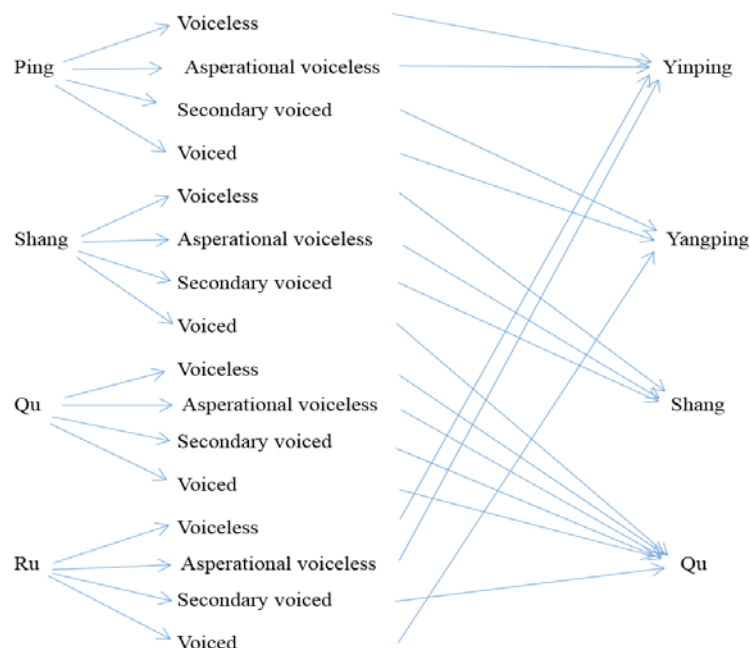 Ping
Voiceless
Asperational voiceless
Secondary voiced
Voiced
Shang
Voiceless
Asperational voiceless
Secondary voiced
Voiced
Qu
Voiceless
Asperational voiceless
Secondary voiced
Voiced
Ru
Voiceless
Asperational voiceless
Secondary voiced
Voiced
Yinping
Yangping
Shang
Qu